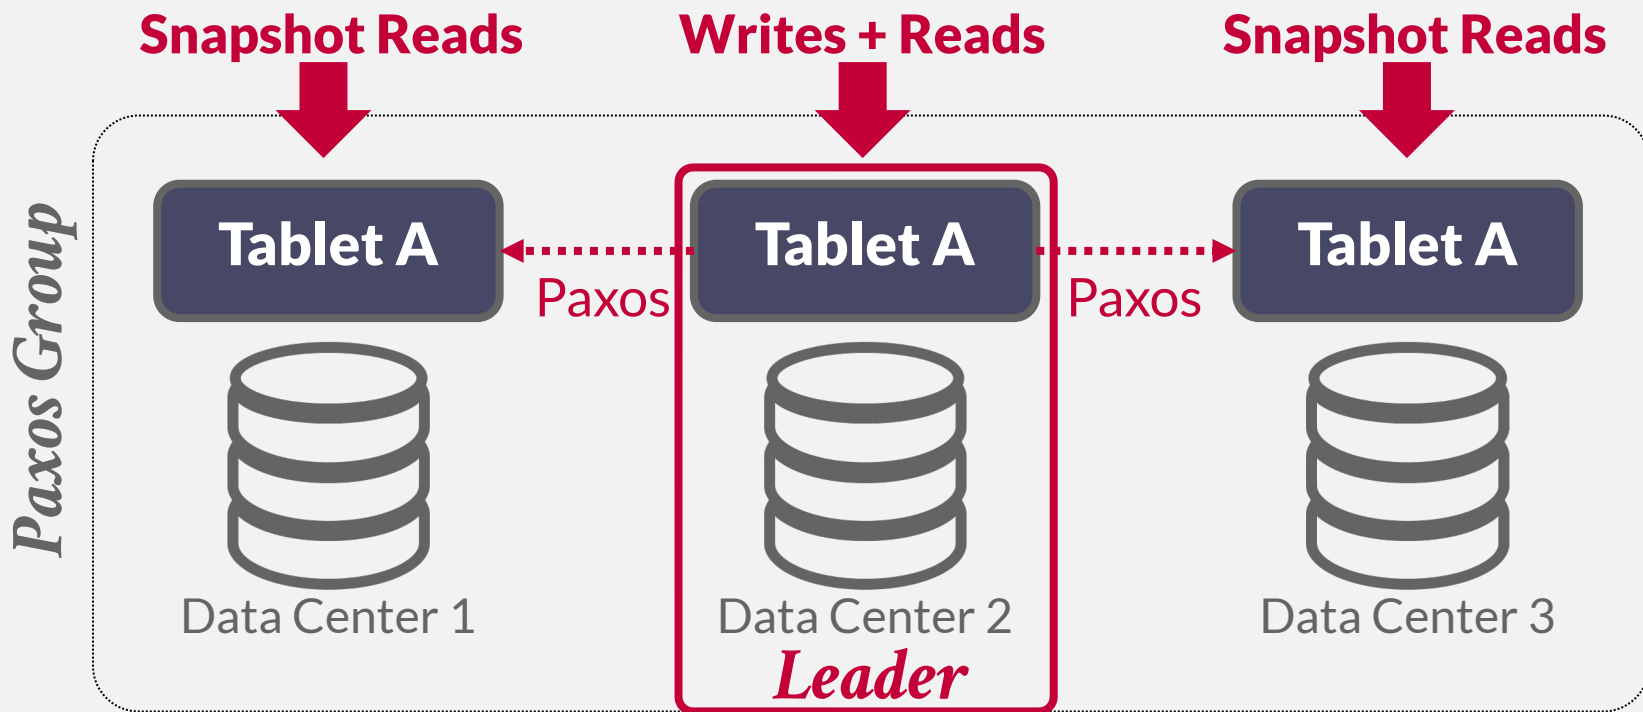 Snapshot Reads
Writes + Reads
Snapshot Reads
Paxos Group
Tablet A
Tablet A
Tablet A
Paxos
Paxos
Data Center 1
Data Center 2
Data Center 3
Leader